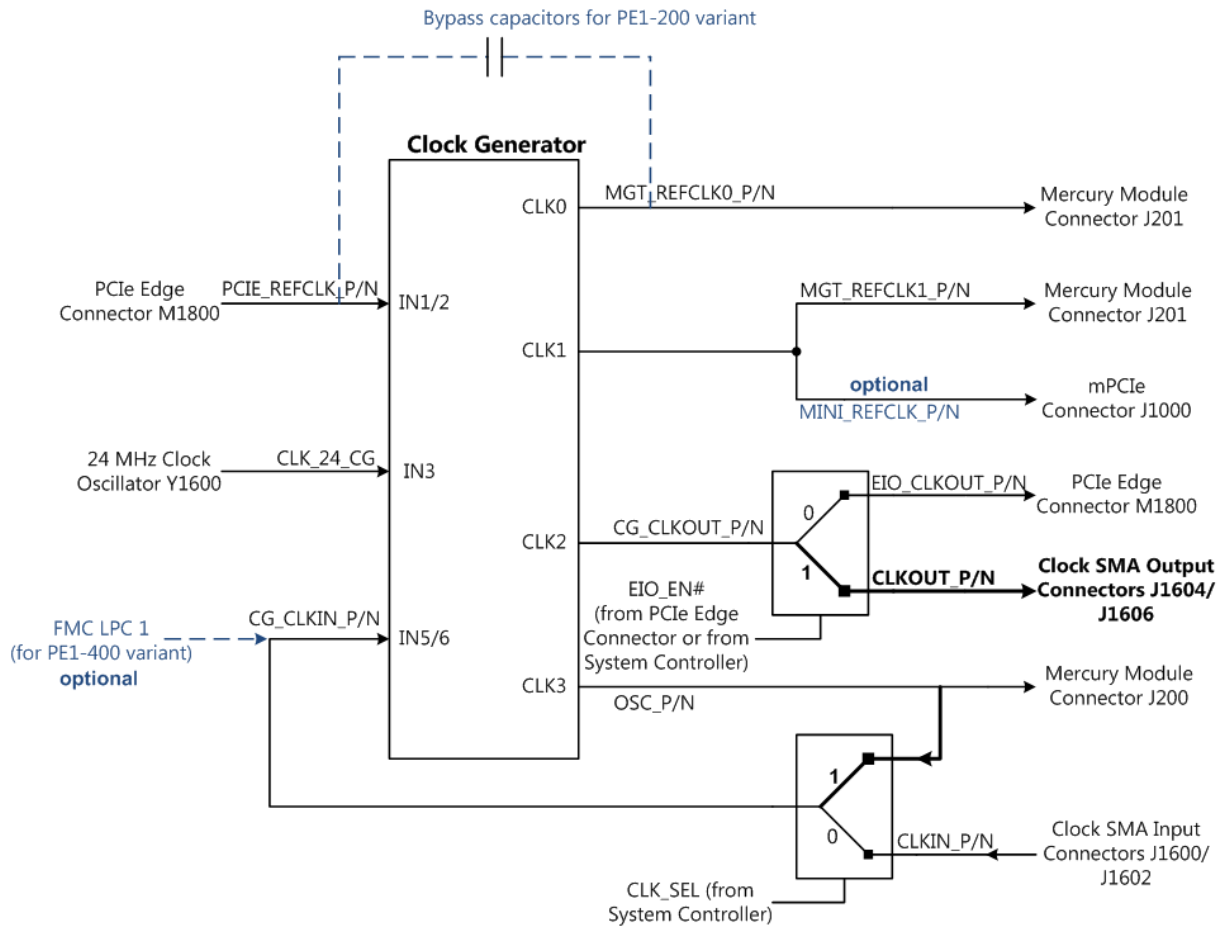 Bypass capacitors for PE1-200 variant
Clock Generator
CLK0
MGT_REFCLK0_P/N
Mercury Module
Connector J201
PCIe Edge
Connector M1800
PCIE_REFCLK_P/N
IN1/2
MGT_REFCLK1_P/N
Mercury Module
Connector J201
CLK1
optional
MINI_REFCLK_P/N
mPCIe
Connector J1000
24 MHz Clock
Oscillator Y1600
CLK_24_CG
IN3
CLK2
CG_CLKOUT_P/N
0
1
EIO_CLKOUT_P/N
PCIe Edge
Connector M1800
CLKOUT_P/N
Clock SMA Output
Connectors J1604/
J1606
EIO_EN#
(from PCIe Edge
Connector or from
System Controller)
FMC LPC 1
(for PE1-400 variant)
optional
CG_CLKIN_P/N
IN5/6
CLK3
OSC_P/N
Mercury Module
Connector J200
1
0
CLKIN_P/N
Clock SMA Input
Connectors J1600/
J1602
CLK_SEL (from
System Controller)